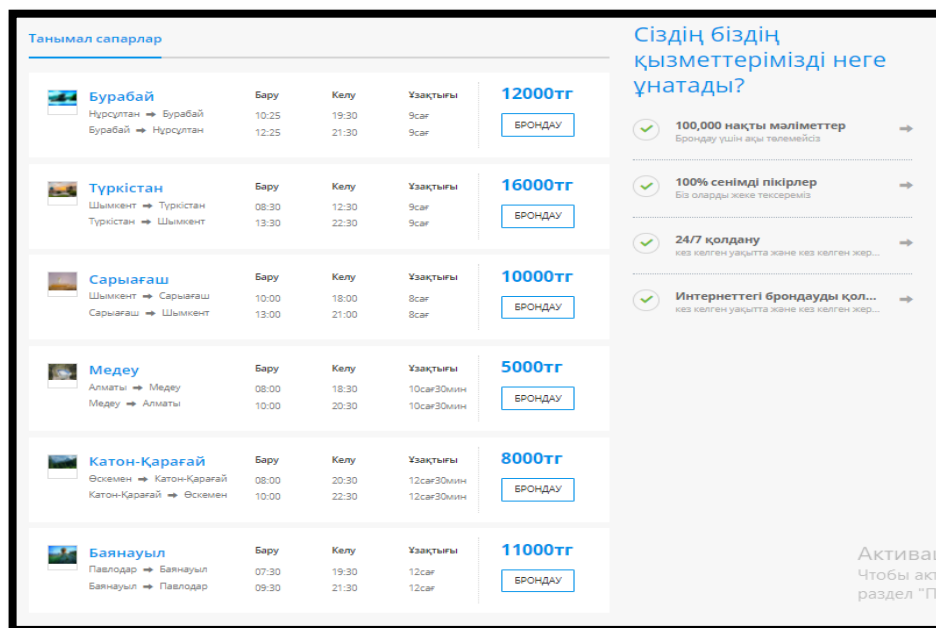 Танымал сапарлар
Бурабай Бару Келу Ұзақтығы 12000тг
Нұрсұлтан ➡ Бурабай 10:25 19:30 9сағ БРОНДАУ
Бурабай ➡ Нұрсұлтан 12:25 21:30 9сағ
Түркістан Бару Келу Ұзақтығы 16000тг
Шымкент ➡ Түркістан 08:30 12:30 9сағ БРОНДАУ
Түркістан ➡ Шымкент 13:30 22:30 9сағ
Сарыағаш Бару Келу Ұзақтығы 10000тг
Шымкент ➡ Сарыағаш 10:00 18:00 8сағ БРОНДАУ
Сарыағаш ➡ Шымкент 13:00 21:00 8сағ
Медеу Бару Келу Ұзақтығы 5000тг
Алматы ➡ Медеу 08:00 18:30 10сағ30мин БРОНДАУ
Медеу ➡ Алматы 10:00 20:30 10сағ30мин
Катон-Қарағай Бару Келу Ұзақтығы 8000тг
Өскемен ➡ Катон-Қарағай 08:00 20:30 12сағ30мин БРОНДАУ
Катон-Қарағай ➡ Өскемен 10:00 22:30 12сағ30мин
Баянауыл Бару Келу Ұзақтығы 11000тг
Павлодар ➡ Баянауыл 07:30 19:30 12сағ БРОНДАУ
Баянауыл ➡ Павлодар 09:30 21:30 12сағ
Сіздің біздің
қызметтерімізді неге
ұнатады?
100,000 нақты мәліметтер
Брондау үшін ақы төлемейсіз
100% сенімді пікірлер
Біз оларды жеке тексереміз
24/7 қолдану
кез келген уақытта және кез келген жер...
Интернеттегі брондауды қол...
кез келген уақытта және кез келген жер...
Активац
Чтобы акт
раздел "П